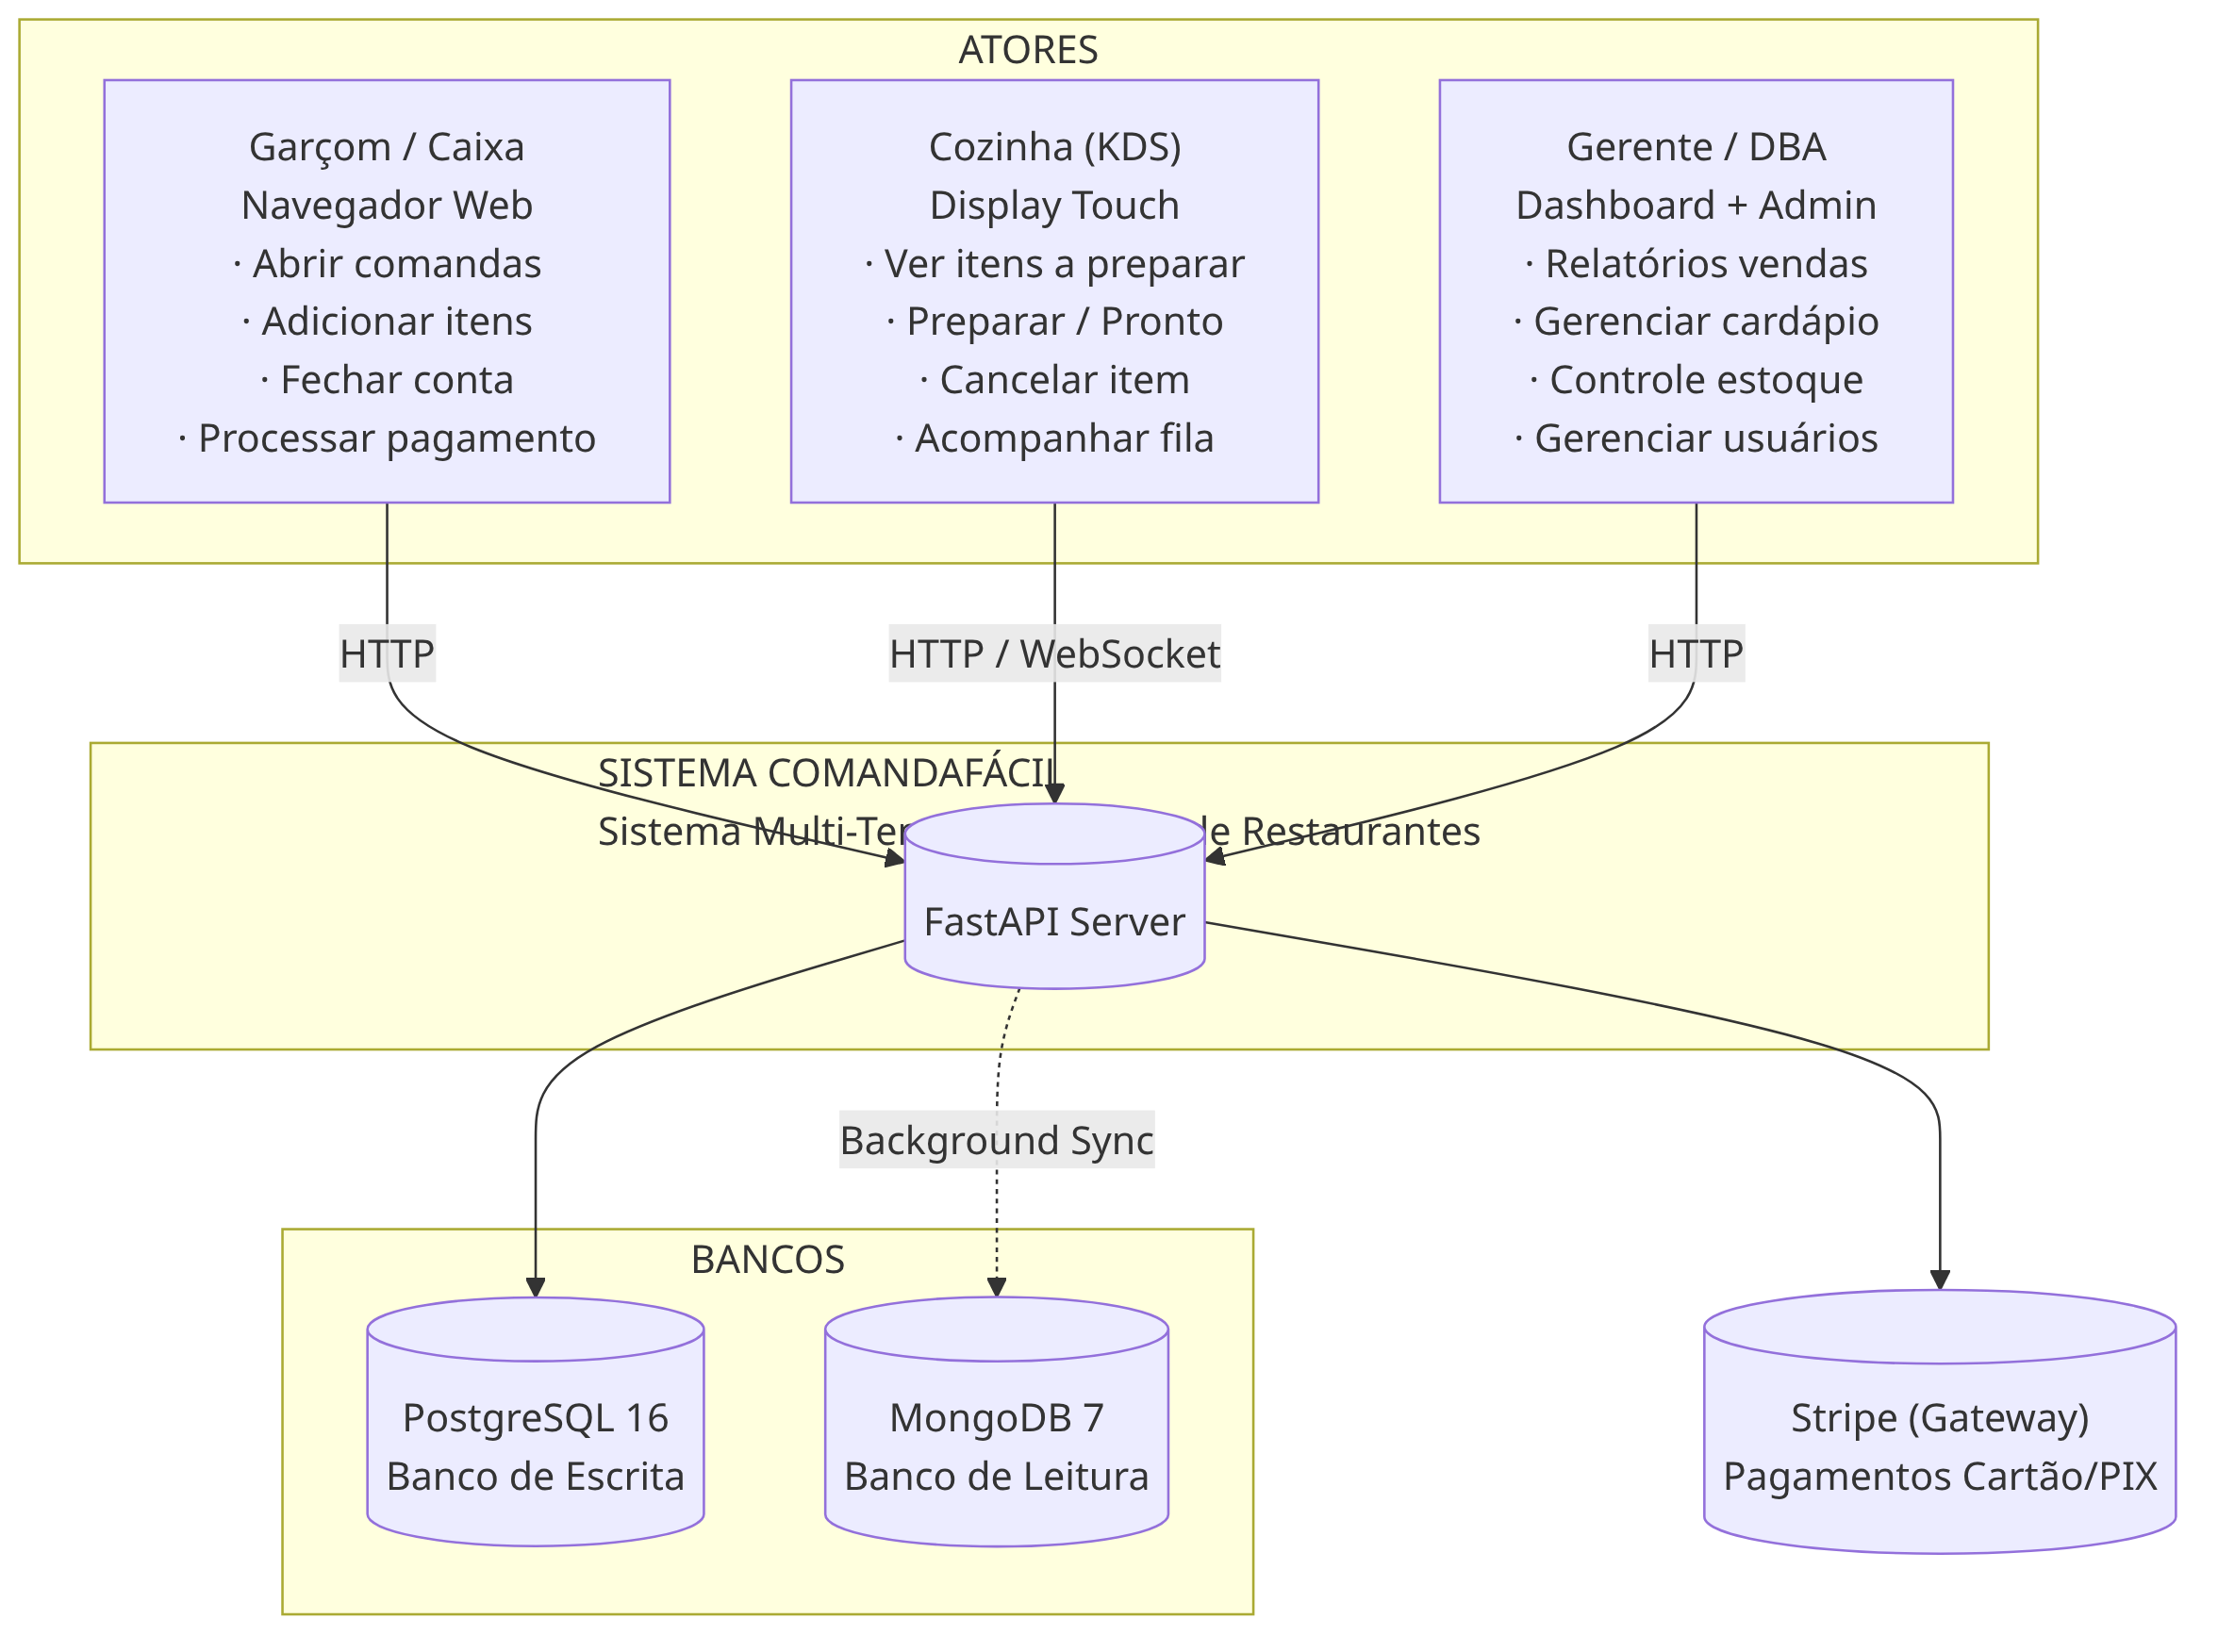 ATORES
Garçom / Caixa
Navegador Web
· Abrir comandas
· Adicionar itens
· Fechar conta
· Processar pagamento
Cozinha (KDS)
Display Touch
· Ver itens a preparar
· Preparar / Pronto
· Cancelar item
· Acompanhar fila
Gerente / DBA
Dashboard + Admin
· Relatórios vendas
· Gerenciar cardápio
· Controle estoque
· Gerenciar usuários
HTTP
HTTP / WebSocket
HTTP
SISTEMA COMANDAFÁCIL
Sistema Restaurantes
FastAPI Server
Background Sync
BANCOS
PostgreSQL 16
Banco de Escrita
MongoDB 7
Banco de Leitura
Stripe (Gateway)
Pagamentos Cartão/PIX